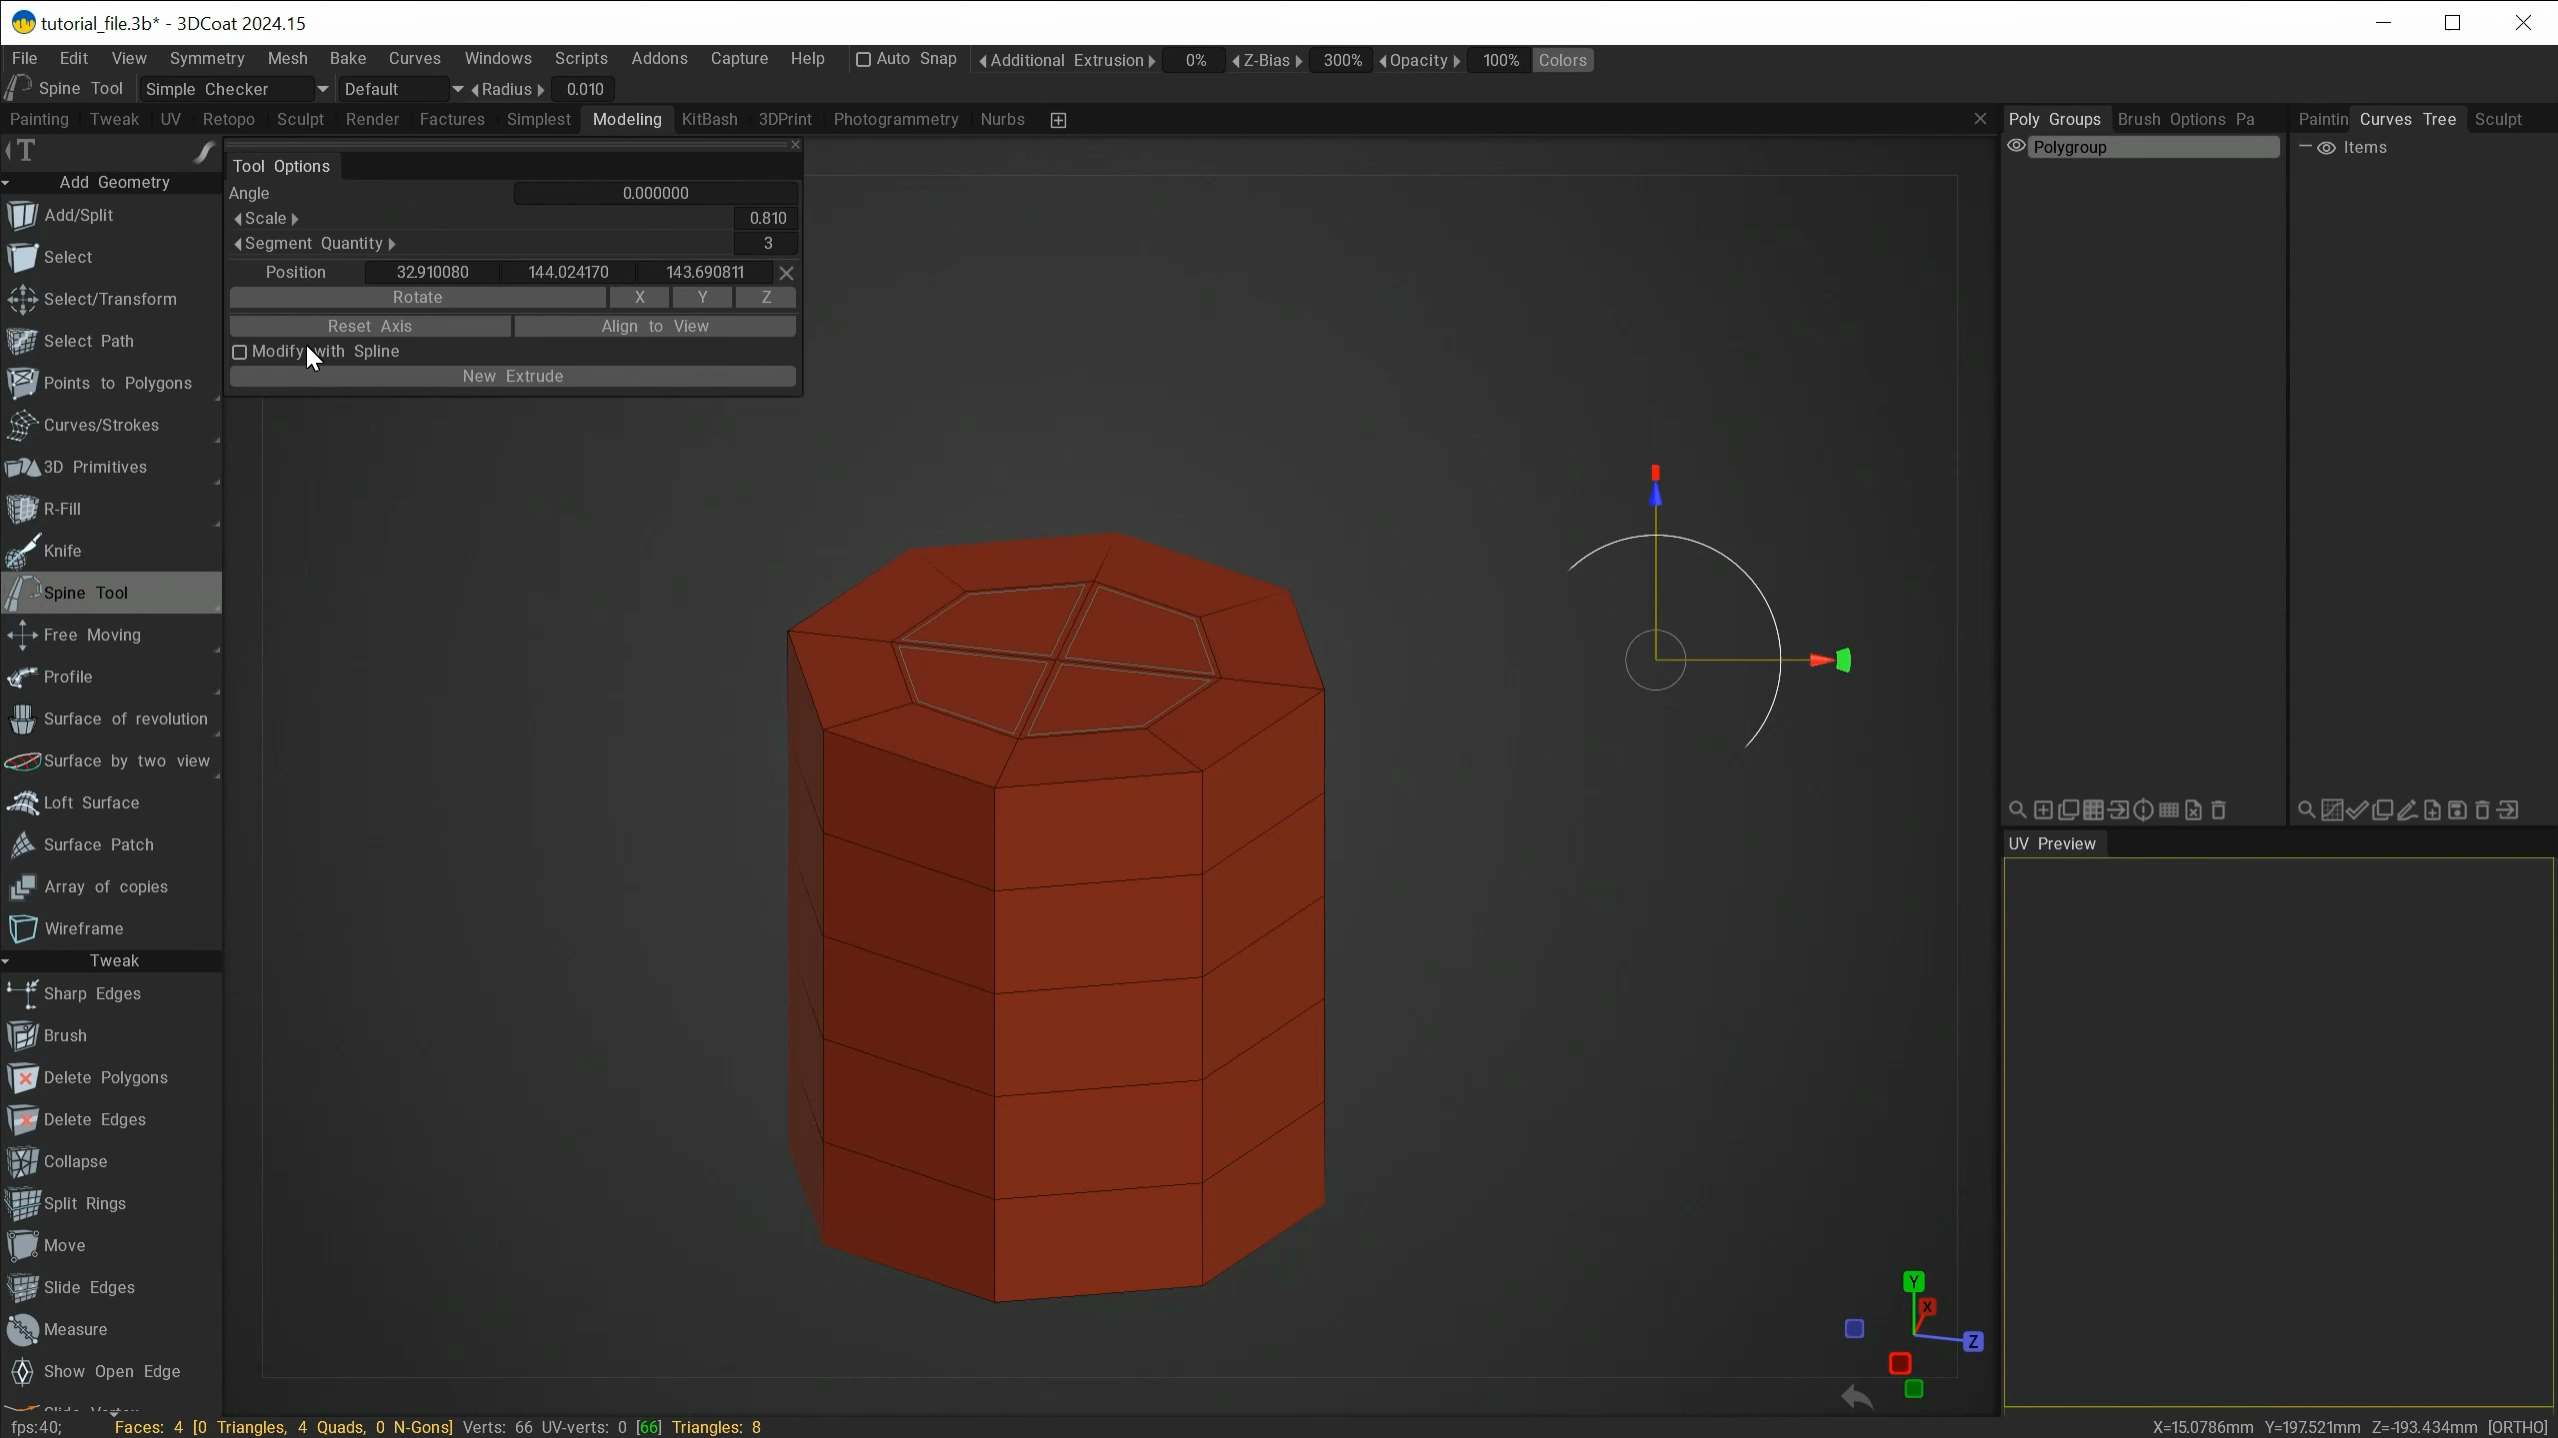 tutorial_file.3b* - 3DCoat 2024.15
File Edit View Symmetry Mesh Bake Curves Windows Scripts Addons Capture Help Auto Snap Additional Extrusion 0% Z-Bias 300% Opacity 100% Colors
Spine Tool Simple Checker Default Radius 0.010
Painting Tweak UV Retopo Sculpt Render Factures Simplest Modeling KitBash 3DPrint Photogrammetry Nurbs
Poly Groups Brush Options Pa
Paintin Curves Tree Sculpt
Polygroup
Items
T
Tool Options
Angle 0.000000
Scale 0.810
Segment Quantity 3
Position 32.910080 144.024170 143.690811
Rotate X Y Z
Reset Axis Align to View
Modify with Spline
New Extrude
Add Geometry
Add/Split
Select
Select/Transform
Select Path
Points to Polygons
Curves/Strokes
3D Primitives
R-Fill
Knife
Spine Tool
Free Moving
Profile
Surface of revolution
Surface by two view
Loft Surface
Surface Patch
Array of copies
Wireframe
Tweak
Sharp Edges
Brush
Delete Polygons
Delete Edges
Collapse
Split Rings
Move
Slide Edges
Measure
Show Open Edge
UV Preview
Y
X
Z
fps:40; Faces: 4 [0 Triangles, 4 Quads, 0 N-Gons] Verts: 66 UV-verts: 0 [66] Triangles: 8
X=15.0786mm Y=197.521mm Z=-193.434mm [ORTHO]